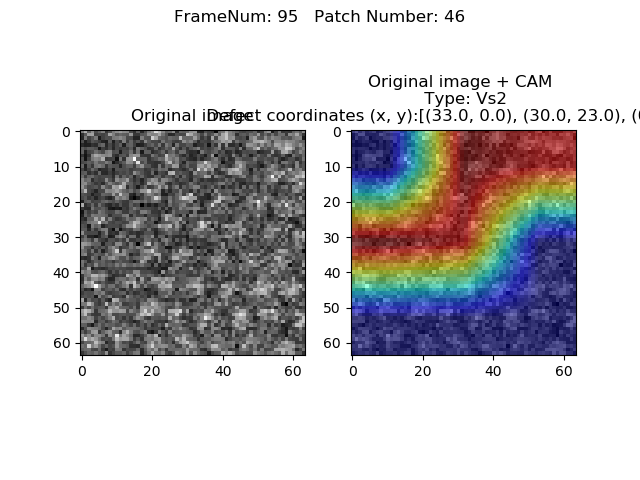 FrameNum: 95   Patch Number: 46
Original image
Original image + CAM
Type: Vs2
Defect coordinates (x, y):[(33.0, 0.0), (30.0, 23.0), (
0
10
20
30
40
50
60
0 20 40 60
0
10
20
30
40
50
60
0 20 40 60